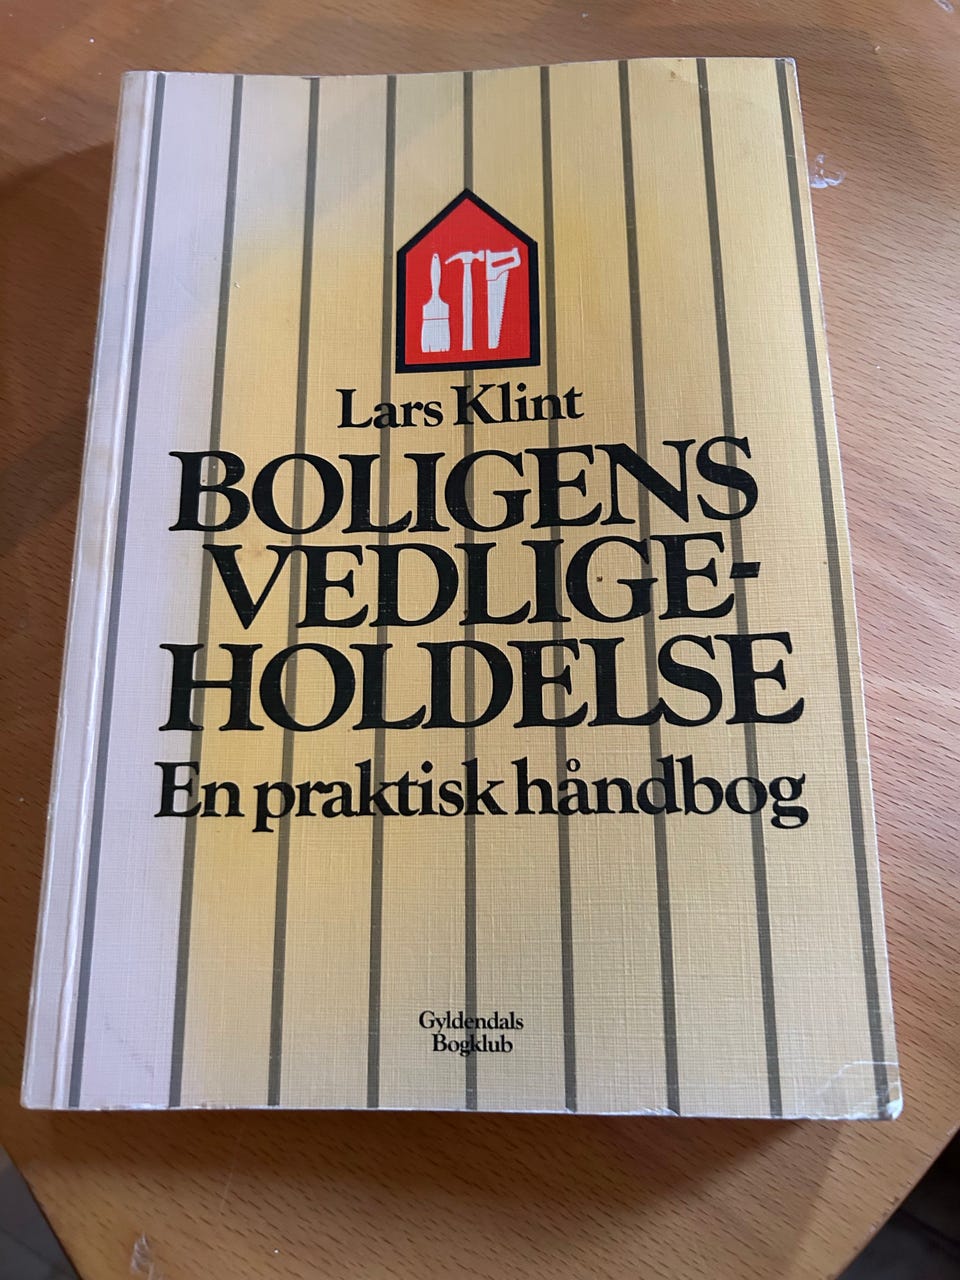 Lars Klint
BOLIGENS
VEDLIGE-
HOLDELSE
En praktisk håndbog
Gyldendals
Bogklub